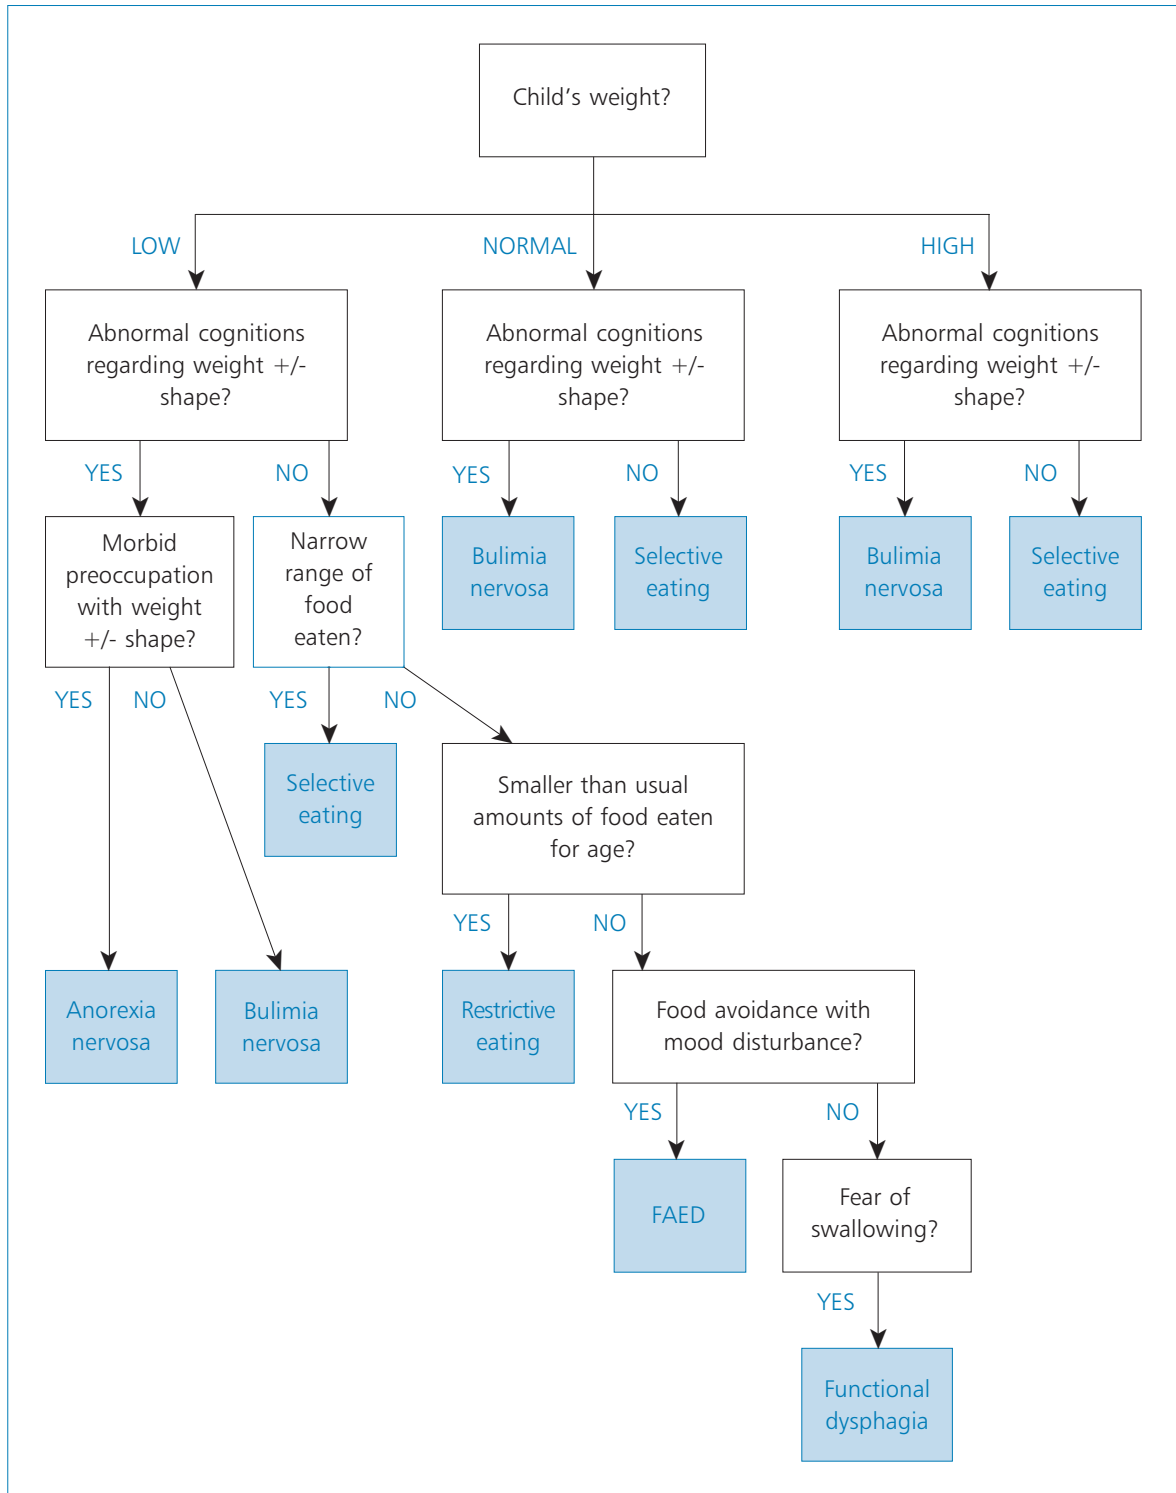 Child's weight?
LOW
NORMAL
HIGH
Abnormal cognitions
regarding weight +/-
shape?
Abnormal cognitions
regarding weight +/-
shape?
Abnormal cognitions
regarding weight +/-
shape?
YES
NO
YES
NO
YES
NO
Morbid
preoccupation
with weight
+/- shape?
Narrow
range of
food
eaten?
Bulimia
nervosa
Selective
eating
Bulimia
nervosa
Selective
eating
YES
NO
YES
NO
Selective
eating
Smaller than usual
amounts of food eaten
for age?
YES
NO
Anorexia
nervosa
Bulimia
nervosa
Restrictive
eating
Food avoidance with
mood disturbance?
YES
NO
FAED
Fear of
swallowing?
YES
Functional
dysphagia